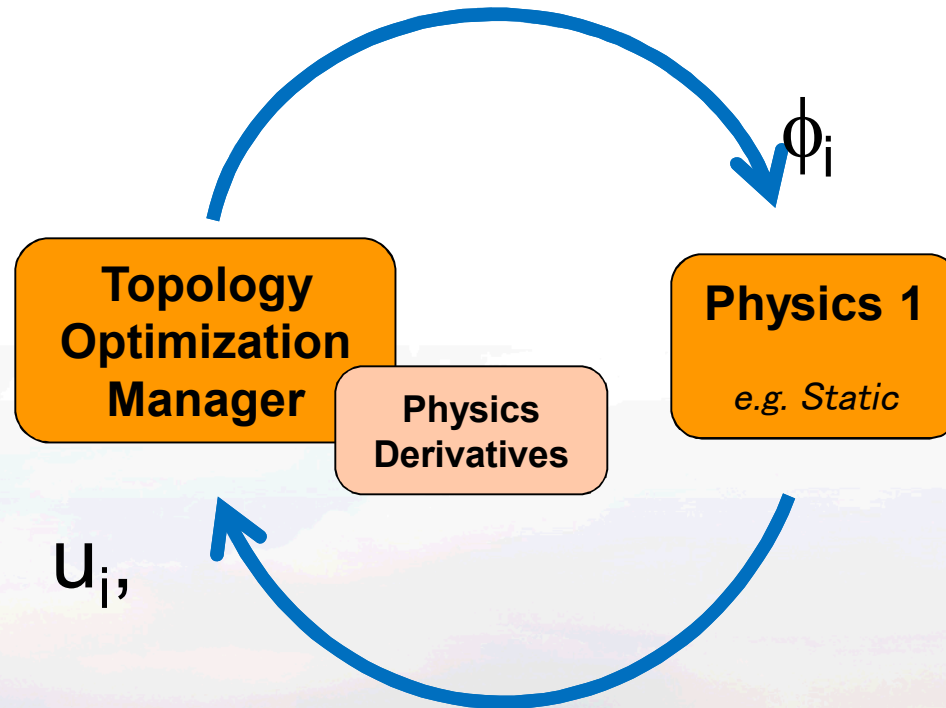 ϕi
Topology
Optimization
Manager
Physics
Derivatives
Physics 1
e.g. Static
ui,